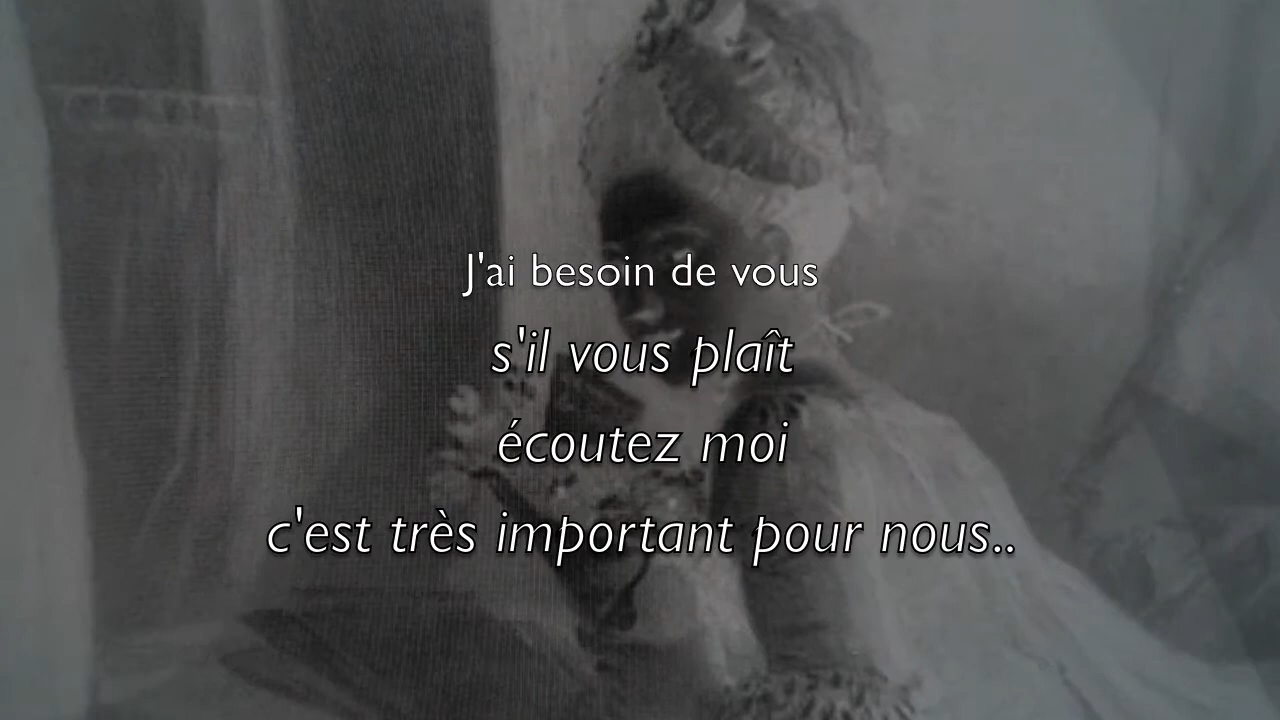 J'ai besoin de vous
s'il vous plaît
écoutez moi
c'est très important pour nous..